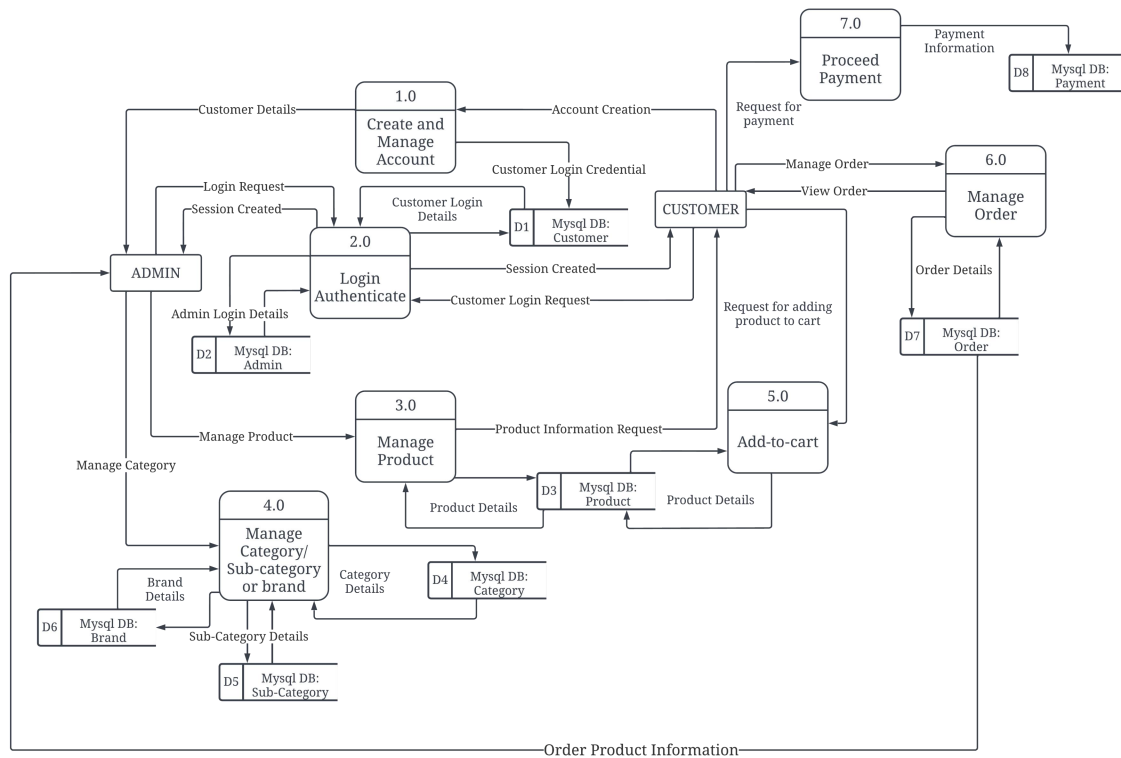 7.0
Proceed
Payment
Payment
Information
D8
Mysql DB:
Payment
1.0
Create and
Manage
Account
Customer Details
Account Creation
Request for
payment
Customer Login Credential
Manage Order
View Order
6.0
Manage
Order
Login Request
Session Created
Customer Login
Details
D1
Mysql DB:
Customer
CUSTOMER
2.0
Login
Authenticate
ADMIN
Session Created
Customer Login Request
Order Details
Admin Login Details
Request for adding
product to cart
D2
Mysql DB:
Admin
D7
Mysql DB:
Order
3.0
Manage
Product
Manage Product
Product Information Request
5.0
Add-to-cart
Manage Category
Product Details
D3
Mysql DB:
Product
Product Details
4.0
Manage
Category/
Sub-category
or brand
Brand
Details
Category
Details
D4
Mysql DB:
Category
D6
Mysql DB:
Brand
Sub-Category Details
D5
Mysql DB:
Sub-Category
Order Product Information